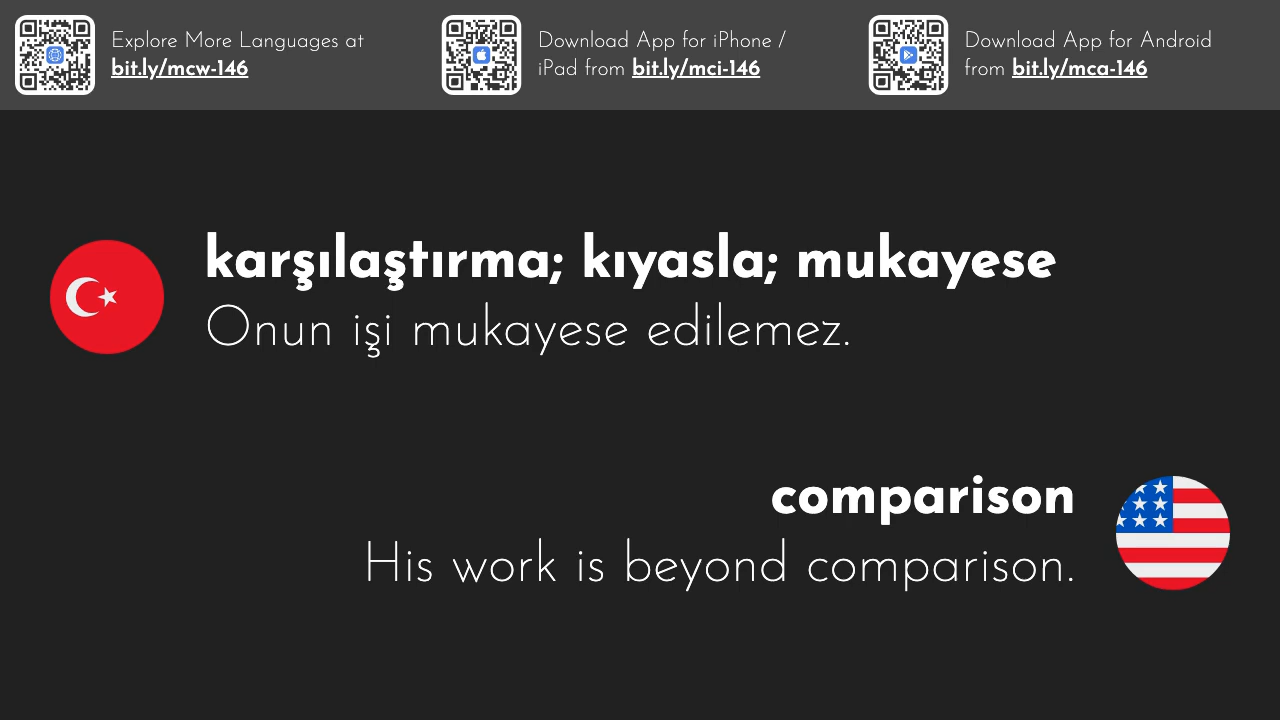 Explore More Languages at
bit.ly/mcw-146
Download App for iPhone /
iPad from bit.ly/mci-146
Download App for Android
from bit.ly/mca-146
karşılaştırma; kıyasla; mukayese
Onun işi mukayese edilemez.
comparison
His work is beyond comparison.